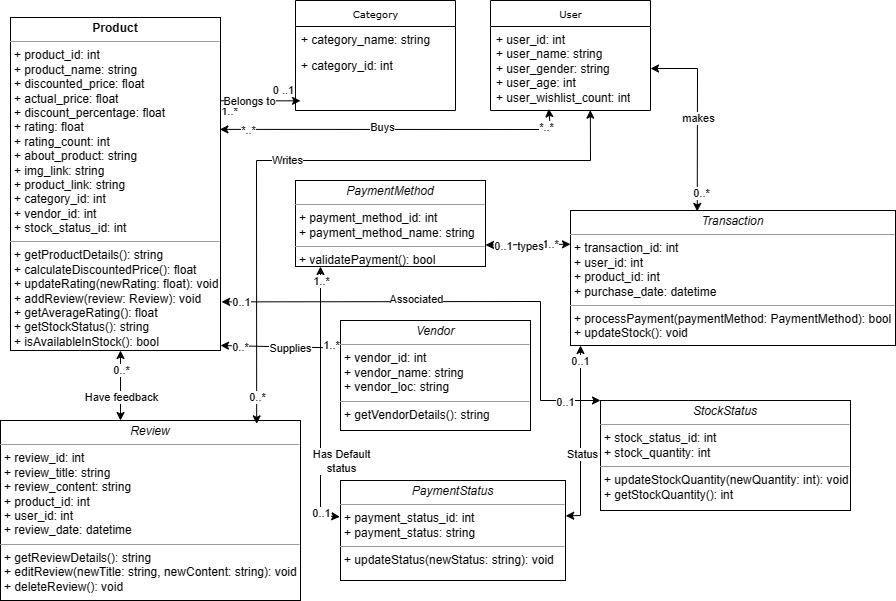 Product
+ product_id: int
+ product_name: string
+ discounted_price: float
+ actual_price: float
+ discount_percentage: float
+ rating: float
+ rating_count: int
+ about_product: string
+ img_link: string
+ product_link: string
+ category_id: int
+ vendor_id: int
+ stock_status_id: int
+ getProductDetails(): string
+ calculateDiscountedPrice(): float
+ updateRating(newRating: float): void
+ addReview(review: Review): void
+ getAverageRating(): float
+ getStockStatus(): string
+ isAvailableInStock(): bool
Category
+ category_name: string
+ category_id: int
User
+ user_id: int
+ user_name: string
+ user_gender: string
+ user_age: int
+ user_wishlist_count: int
0 ..1
Belongs to
1..*
*..*
Buys
*..*
makes
0..*
Writes
0..*
PaymentMethod
+ payment_method_id: int
+ payment_method_name: string
+ validatePayment(): bool
0..1
types
1..*
Transaction
+ transaction_id: int
+ user_id: int
+ product_id: int
+ purchase_date: datetime
+ processPayment(paymentMethod: PaymentMethod): bool
+ updateStock(): void
1..*
0..1
Associated
0..1
Vendor
+ vendor_id: int
+ vendor_name: string
+ vendor_loc: string
+ getVendorDetails(): string
0..*
Supplies
1..*
0..*
Have feedback
0..1
Status
StockStatus
+ stock_status_id: int
+ stock_quantity: int
+ updateStockQuantity(newQuantity: int): void
+ getStockQuantity(): int
Review
+ review_id: int
+ review_title: string
+ review_content: string
+ product_id: int
+ user_id: int
+ review_date: datetime
+ getReviewDetails(): string
+ editReview(newTitle: string, newContent: string): void
+ deleteReview(): void
Has Default
status
0..1
PaymentStatus
+ payment_status_id: int
+ payment_status: string
+ updateStatus(newStatus: string): void